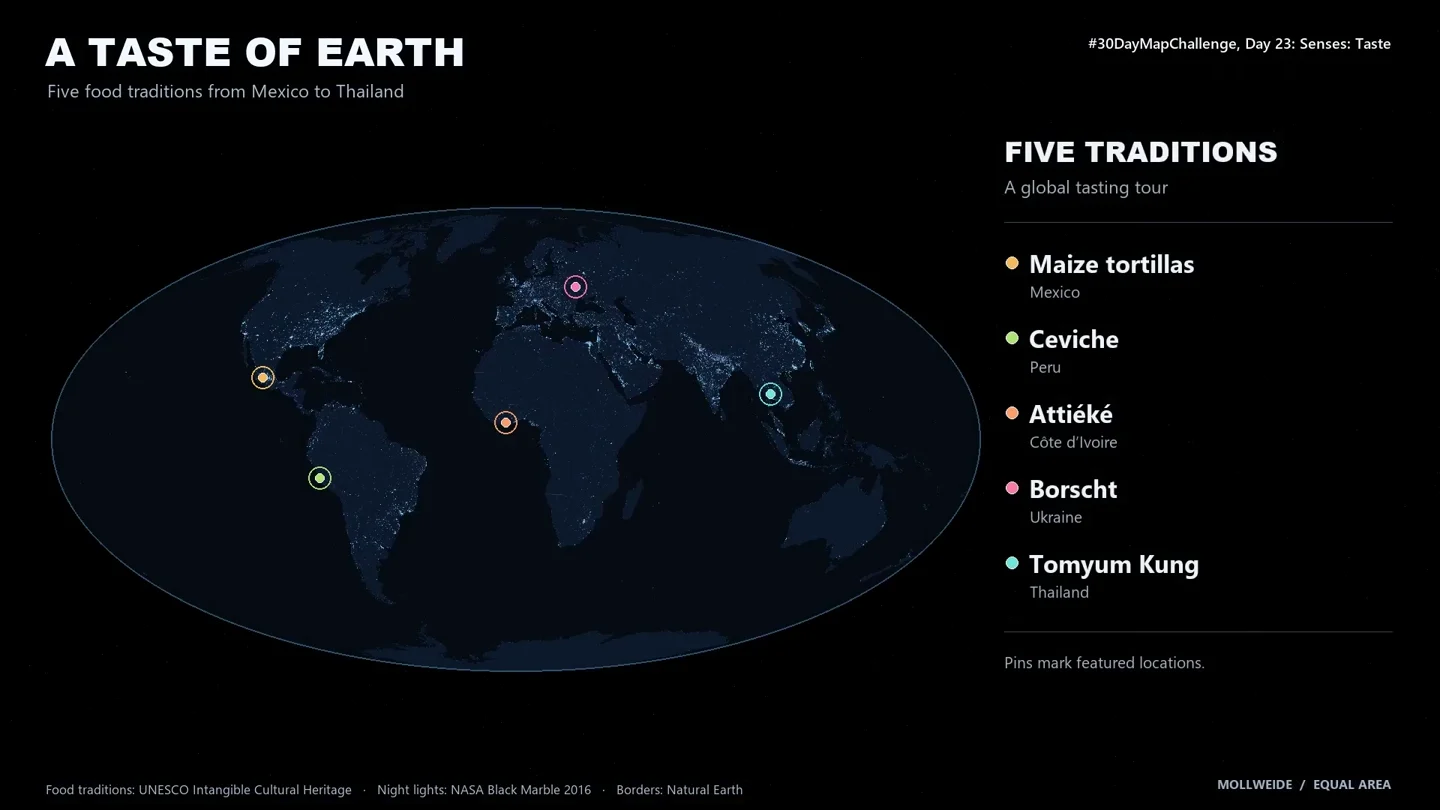 A TASTE OF EARTH
Five food traditions from Mexico to Thailand
#30DayMapChallenge, Day 23: Senses: Taste
FIVE TRADITIONS
A global tasting tour
Maize tortillas
Mexico
Ceviche
Peru
Attiéké
Côte d’Ivoire
Borscht
Ukraine
Tomyum Kung
Thailand
Pins mark featured locations.
Food traditions: UNESCO Intangible Cultural Heritage · Night lights: NASA Black Marble 2016 · Borders: Natural Earth
MOLLWEIDE / EQUAL AREA